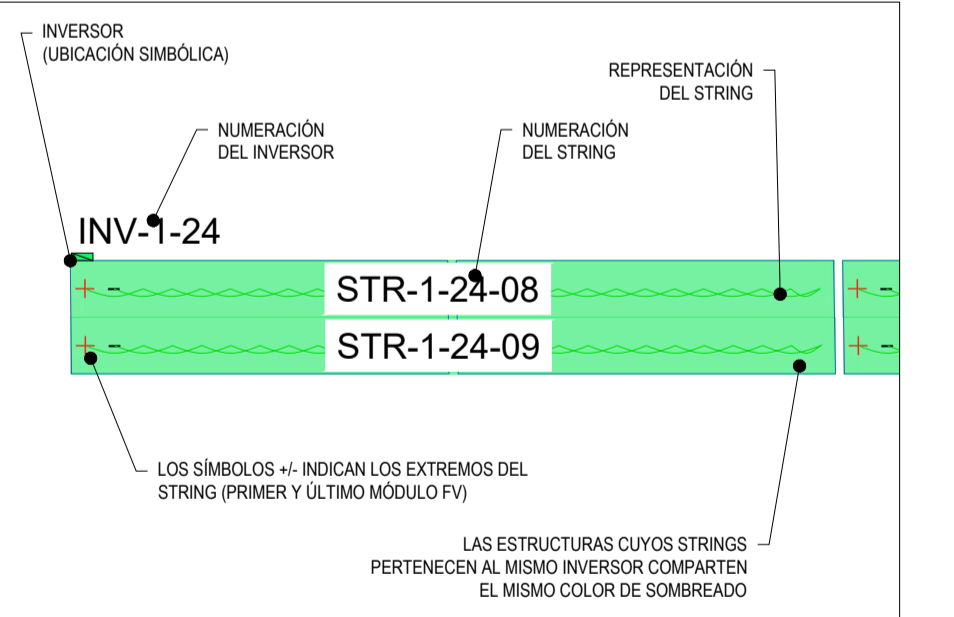 INVERSOR
(UBICACIÓN SIMBÓLICA)
REPRESENTACIÓN
DEL STRING
NUMERACIÓN
DEL INVERSOR
NUMERACIÓN
DEL STRING
INV-1-24
+ - STR-1-24-08 + -
+ - STR-1-24-09 + -
LOS SÍMBOLOS +/- INDICAN LOS EXTREMOS DEL
STRING (PRIMER Y ÚLTIMO MÓDULO FV)
LAS ESTRUCTURAS CUYOS STRINGS
PERTENECEN AL MISMO INVERSOR COMPARTEN
EL MISMO COLOR DE SOMBREADO